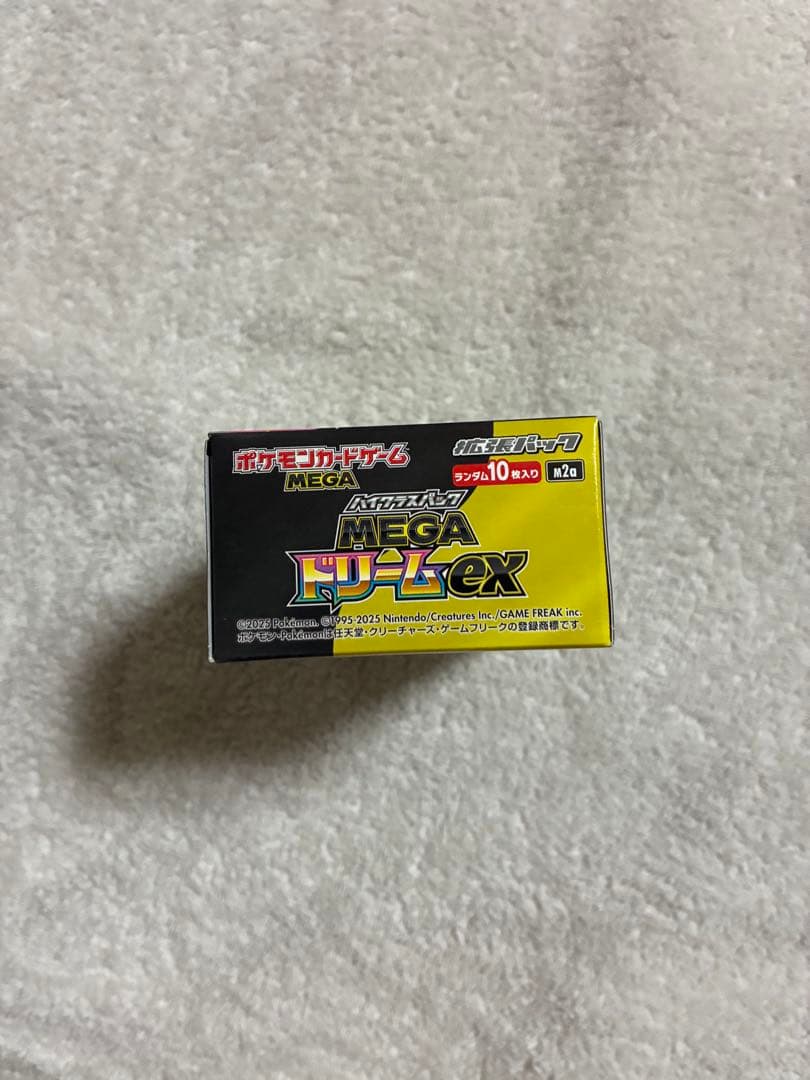 ポケモンカードゲーム
MEGA
拡張パック
ランダム10枚入り M2a
ハイクラスパック
MEGA
ドリームex
©2025 Pokémon. ©1995-2025 Nintendo/Creatures Inc./GAME FREAK inc.
ポケモン・Pokémonは任天堂・クリーチャーズ・ゲームフリークの登録商標です。